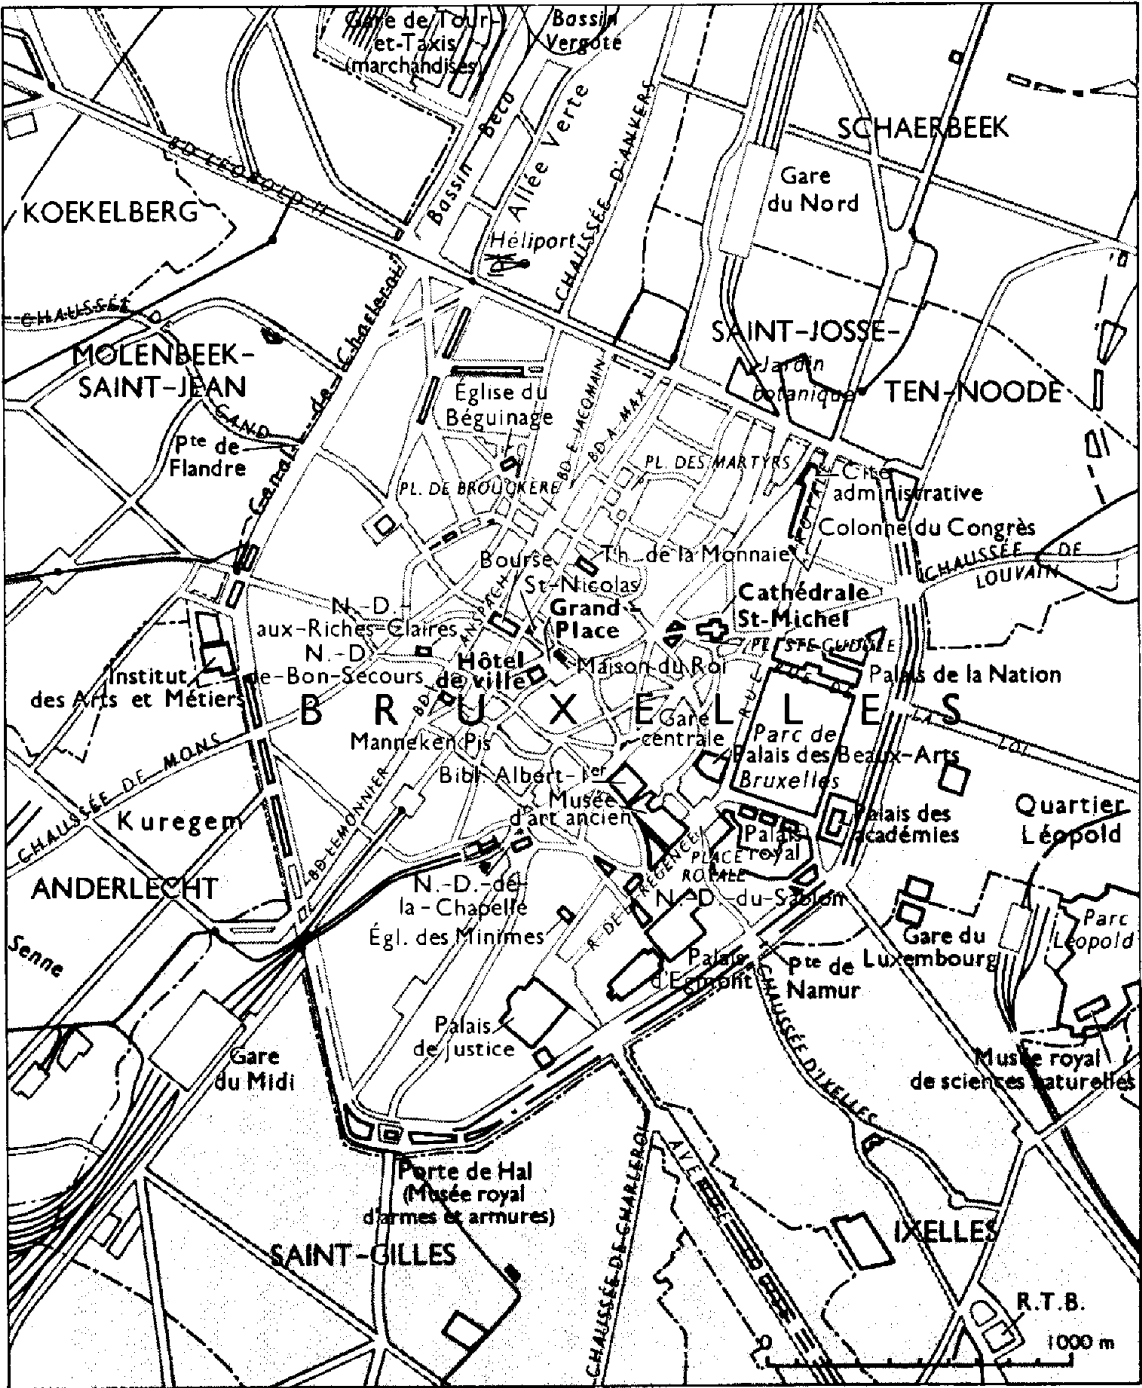 Gare de Tour-
et-Taxis
(marchandises)
Bassin
Vergote
Bassin Béco
Allée Verte
CHAUSSÉE D'ANVERS
SCHAERBEEK
BD LÉOPOLD II
Gare
du Nord
KOEKELBERG
Héliport
CHAUSSÉE DE
GAND
MOLENBEEK-
SAINT-JEAN
Canal de Charleroi
SAINT-JOSSE-
TEN-NOODE
Jardin
botanique
Église du
Béguinage
BD E. JACQMAIN
BD A. MAX
Pte de
Flandre
PL. DES MARTYRS
PL. DE BROUCKÈRE
Cité
administrative
Colonne du Congrès
CHAUSSÉE DE
LOUVAIN
Bourse
Th. de la Monnaie
St-Nicolas
Grand-
Place
Cathédrale
St-Michel
N.-D.-
aux-Riches-Claires
BD ANSPACH
PL. STE GUDULE
N.-D.-
de-Bon-Secours
Hôtel
de ville
Maison du Roi
Palais de la Nation
Institut
des Arts et Métiers
BRUXELLES
RUE DE LA LOI
RUE ROYALE
Manneken Pis
Gare
centrale
Parc de
Bruxelles
Palais des Beaux-Arts
CHAUSSÉE DE MONS
Bibl. Albert-Ier
Musée
d'art ancien
Kuregem
BD LEMONNIER
Palais
royal
Palais des
académies
Quartier
Léopold
PLACE
ROYALE
R. DE LA RÉGENCE
ANDERLECHT
N.-D.-de-
la-Chapelle
N.-D.-du-Sablon
Égl. des Minimes
Senne
Palais
d'Egmont
Pte de
Namur
Gare du
Luxembourg
Parc
Léopold
Palais
de Justice
Gare
du Midi
CHAUSSÉE D'IXELLES
Musée royal
de sciences naturelles
Porte de Hal
(Musée royal
d'armes et armures)
CHAUSSÉE DE CHARLEROI
SAINT-GILLES
IXELLES
R.T.B.
0 1000 m